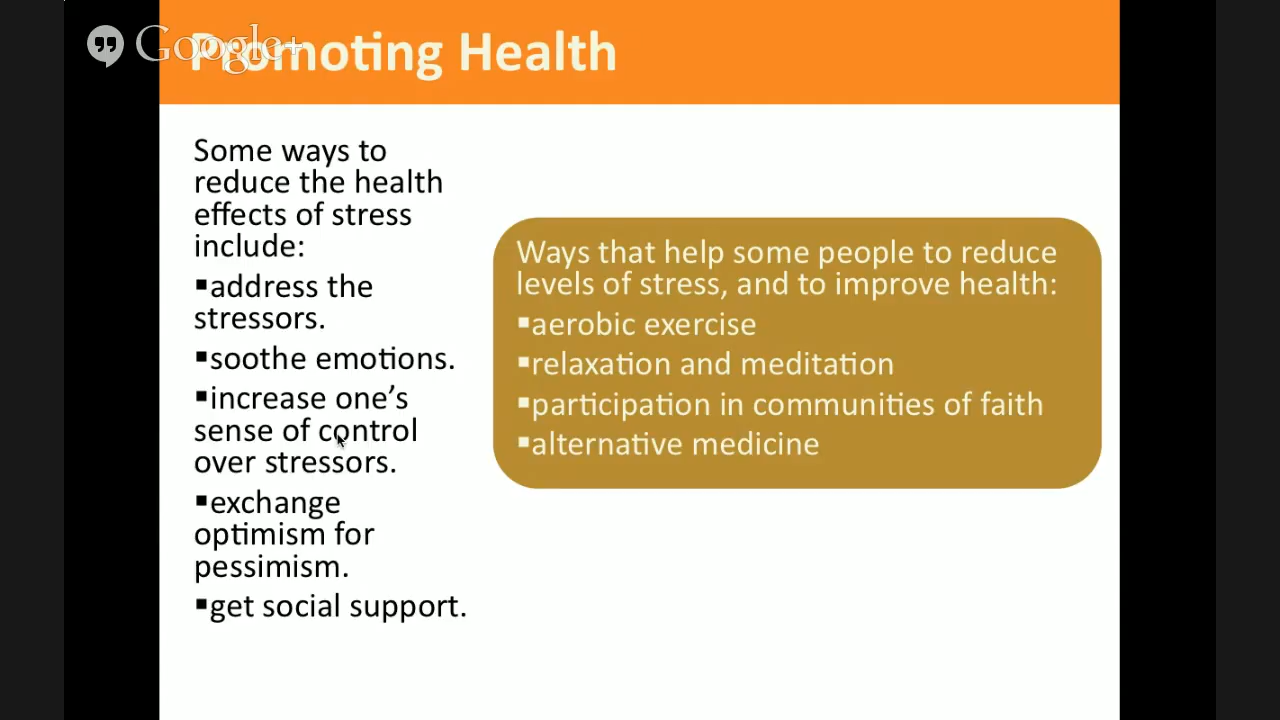 Google+
Promoting Health
Some ways to
reduce the health
effects of stress
include:
▪address the
stressors.
▪soothe emotions.
▪increase one’s
sense of control
over stressors.
▪exchange
optimism for
pessimism.
▪get social support.
Ways that help some people to reduce
levels of stress, and to improve health:
▪aerobic exercise
▪relaxation and meditation
▪participation in communities of faith
▪alternative medicine